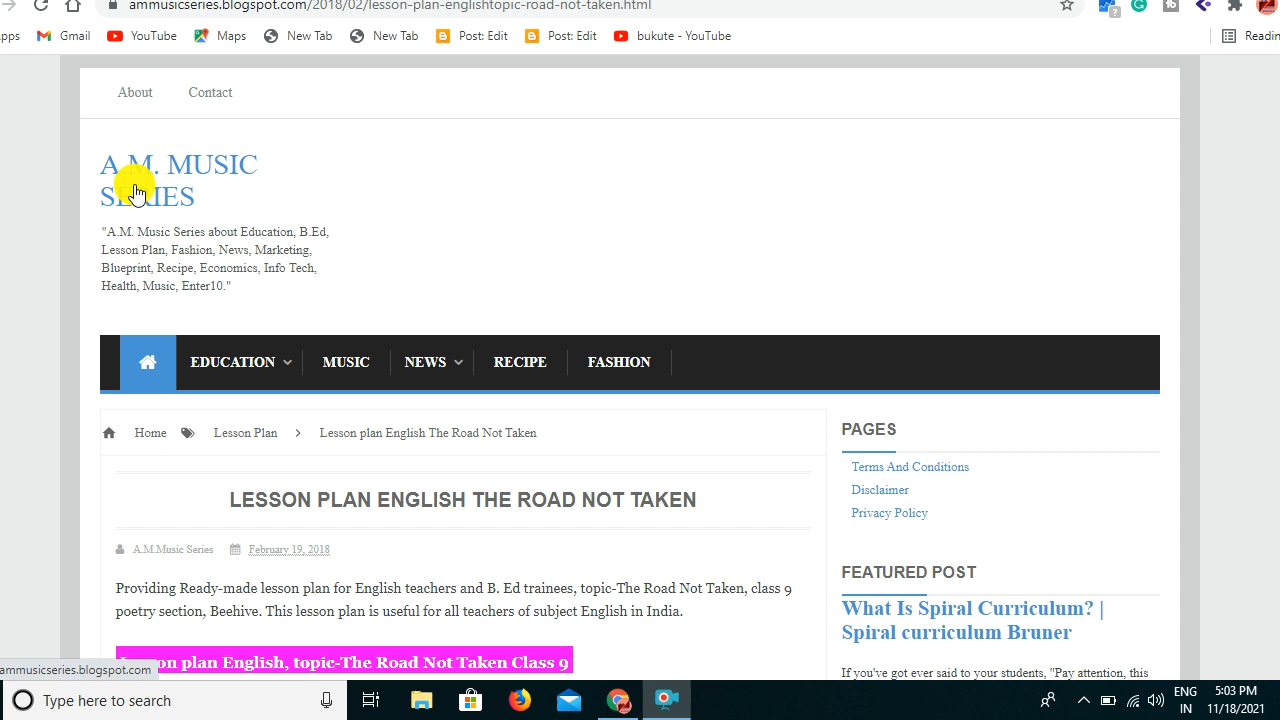 ammusicseries.blogspot.com/2018/02/lesson-plan-englishtopic-road-not-taken.html
Gmail YouTube Maps New Tab New Tab Post: Edit Post: Edit bukute - YouTube
About Contact
A.M. MUSIC
SERIES
"A.M. Music Series about Education, B.Ed,
Lesson Plan, Fashion, News, Marketing,
Blueprint, Recipe, Economics, Info Tech,
Health, Music, Enter10."
EDUCATION MUSIC NEWS RECIPE FASHION
Home Lesson Plan > Lesson plan English The Road Not Taken
LESSON PLAN ENGLISH THE ROAD NOT TAKEN
A.M.Music Series February 19, 2018
Providing Ready-made lesson plan for English teachers and B. Ed trainees, topic-The Road Not Taken, class 9
poetry section, Beehive. This lesson plan is useful for all teachers of subject English in India.
plan English, topic-The Road Not Taken Class 9
PAGES
Terms And Conditions
Disclaimer
Privacy Policy
FEATURED POST
What Is Spiral Curriculum? |
Spiral curriculum Bruner
If you've got ever said to your students, "Pay attention, this
ammusicseries.blogspot.com
Type here to search
ENG
IN
5:03 PM
11/18/2021